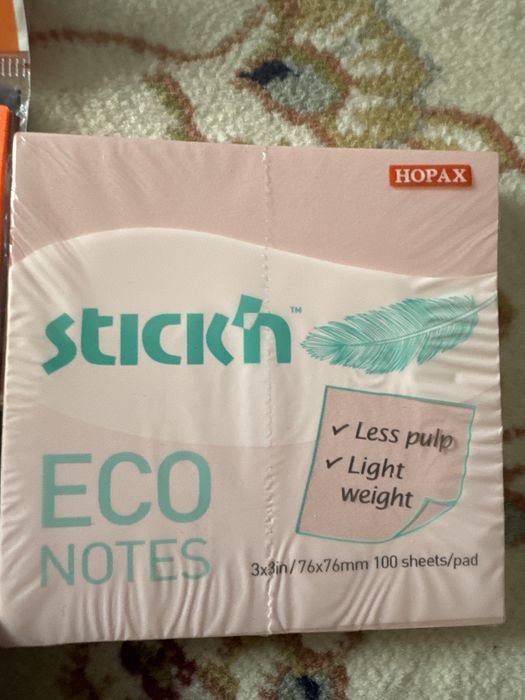 HOPAX
stick'n™
ECO
NOTES
✓ Less pulp
✓ Light
weight
3x3in/76x76mm 100 sheets/pad